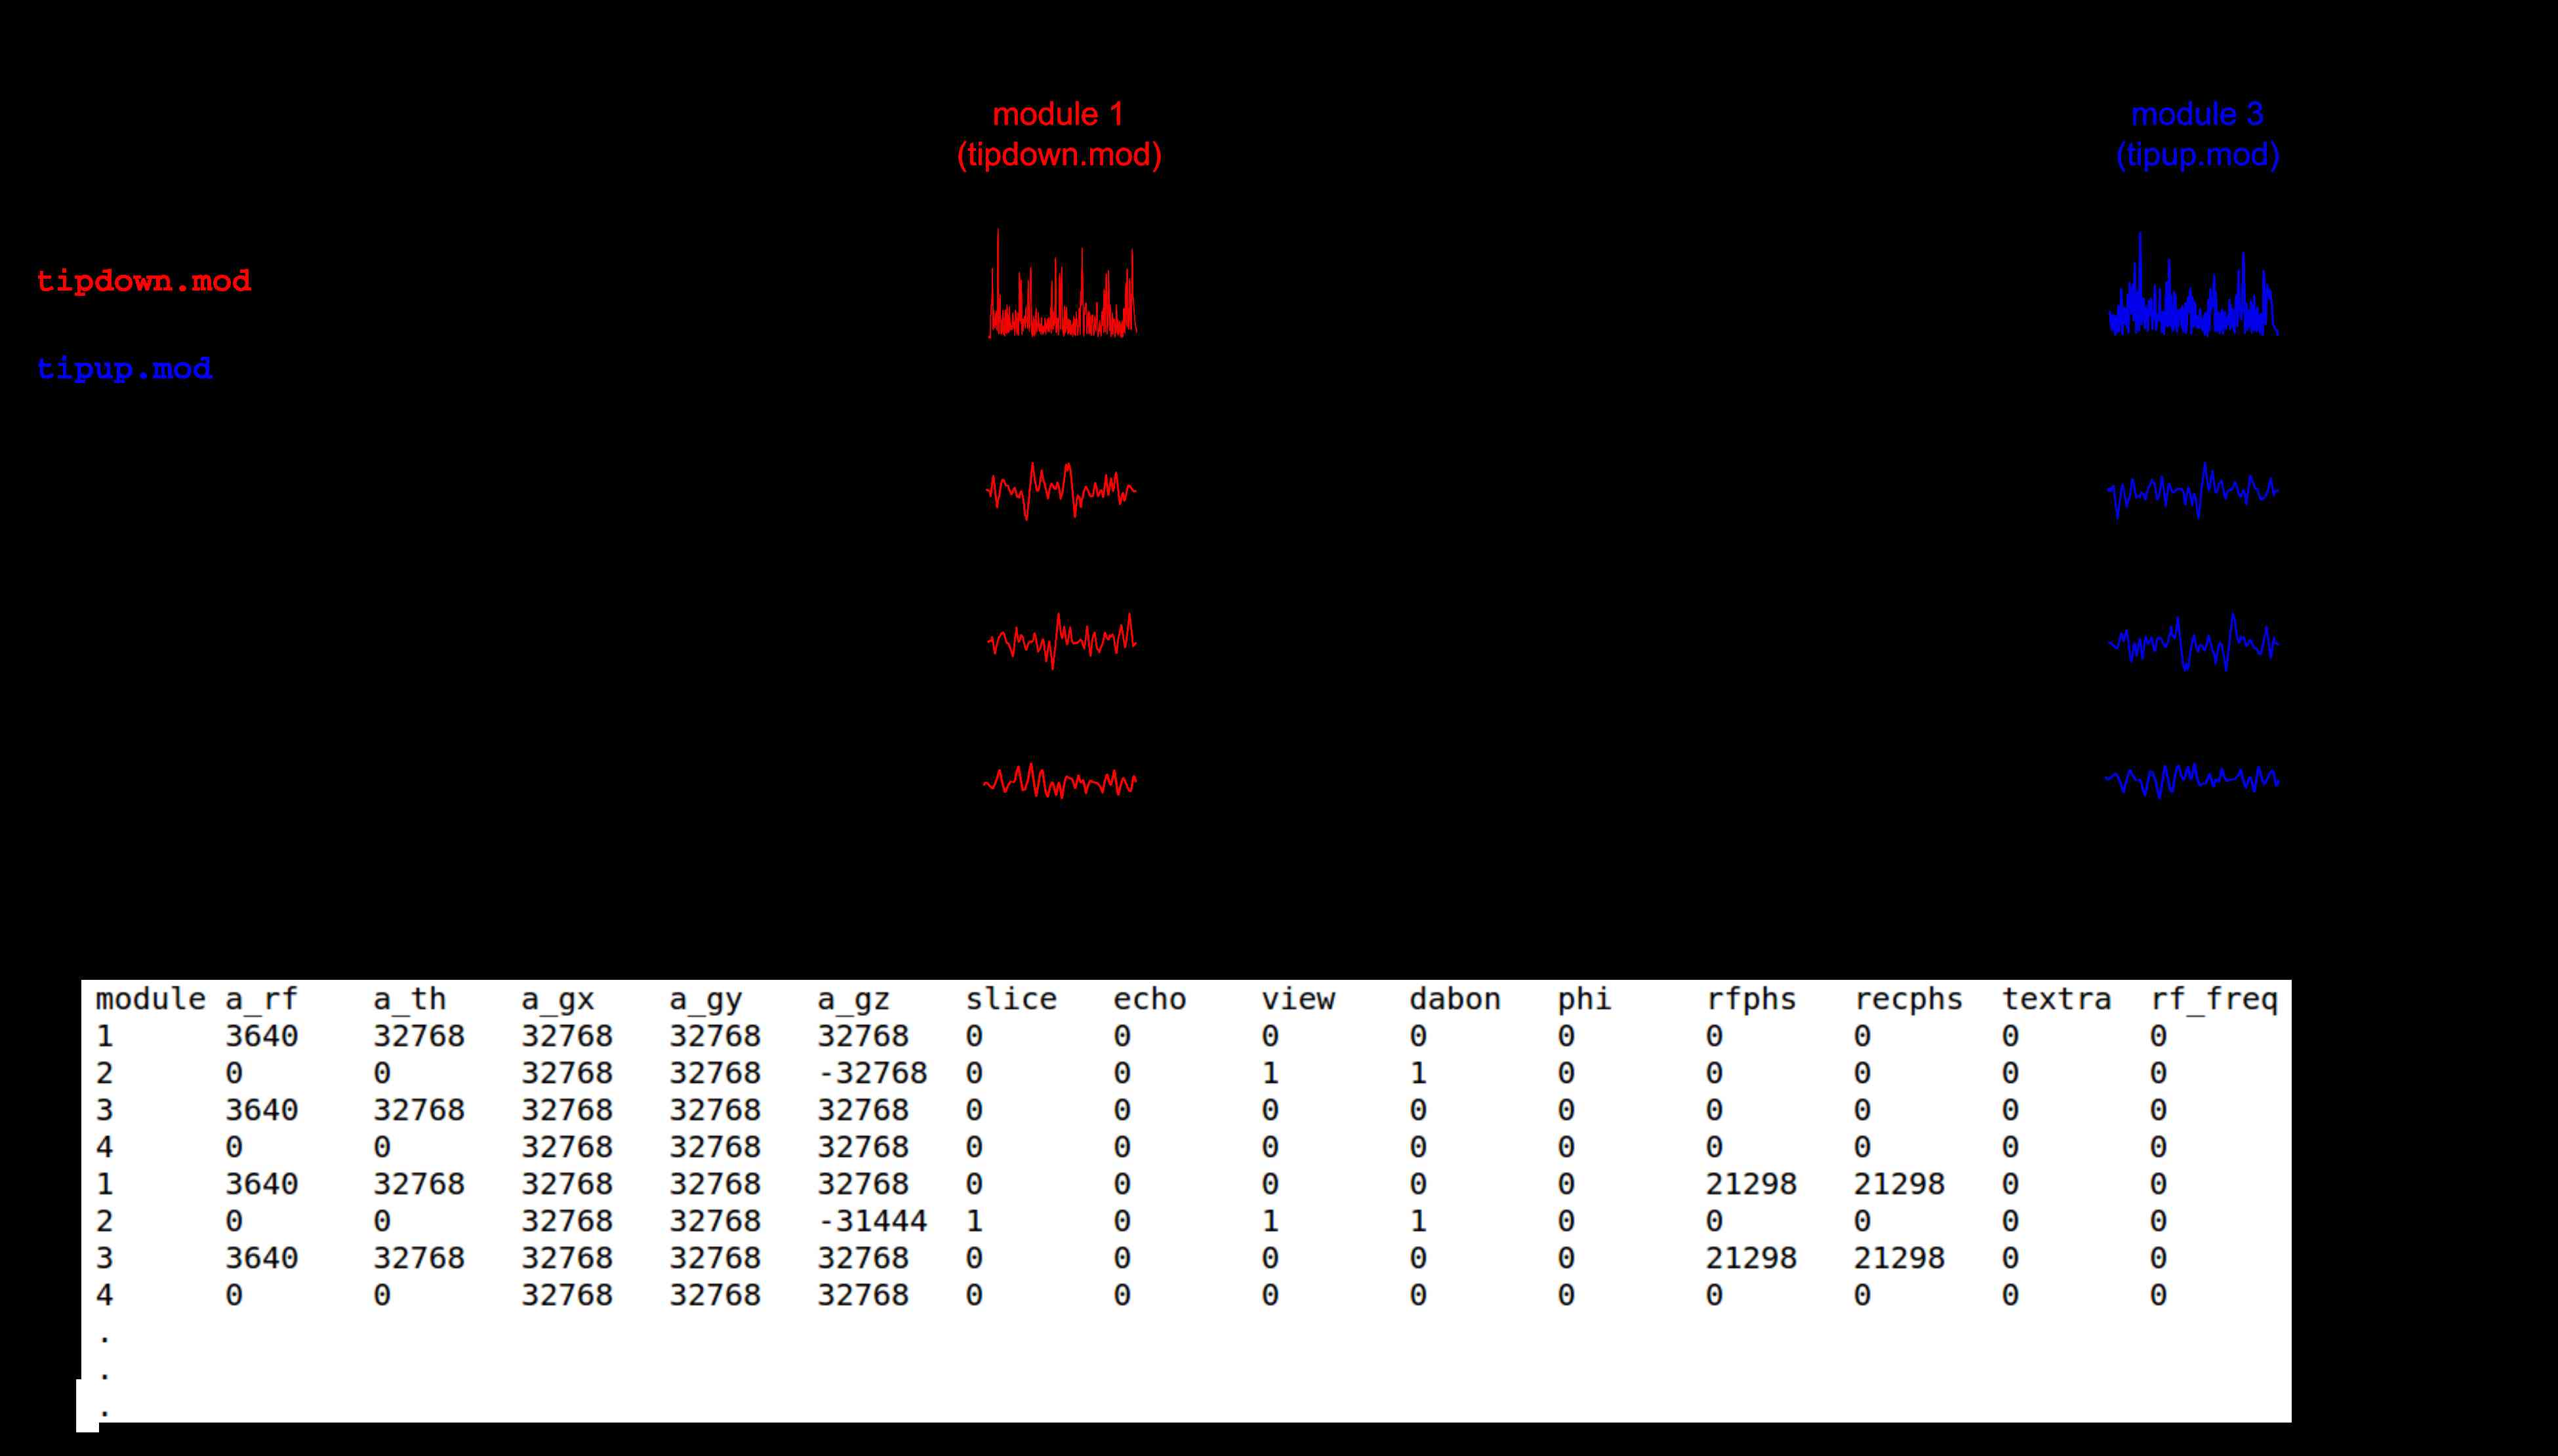 module 1
(tipdown.mod)
module 3
(tipup.mod)
tipdown.mod
tipup.mod
module a_rf a_th a_gx a_gy a_gz slice echo view dabon phi rfphs recphs textra rf_freq
1 3640 32768 32768 32768 32768 0 0 0 0 0 0 0 0 0
2 0 0 32768 32768 -32768 0 0 1 1 0 0 0 0 0
3 3640 32768 32768 32768 32768 0 0 0 0 0 0 0 0 0
4 0 0 32768 32768 32768 0 0 0 0 0 0 0 0 0
1 3640 32768 32768 32768 32768 0 0 0 0 0 21298 21298 0 0
2 0 0 32768 32768 -31444 1 0 1 1 0 0 0 0 0
3 3640 32768 32768 32768 32768 0 0 0 0 0 21298 21298 0 0
4 0 0 32768 32768 32768 0 0 0 0 0 0 0 0 0
.
.
.